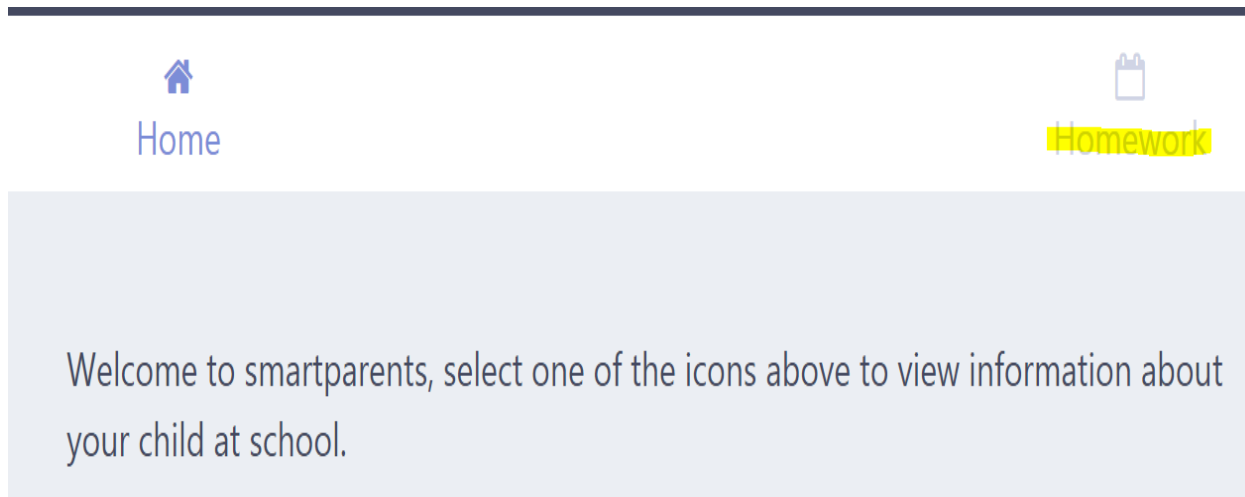 Home
Homework
Welcome to smartparents, select one of the icons above to view information about
your child at school.